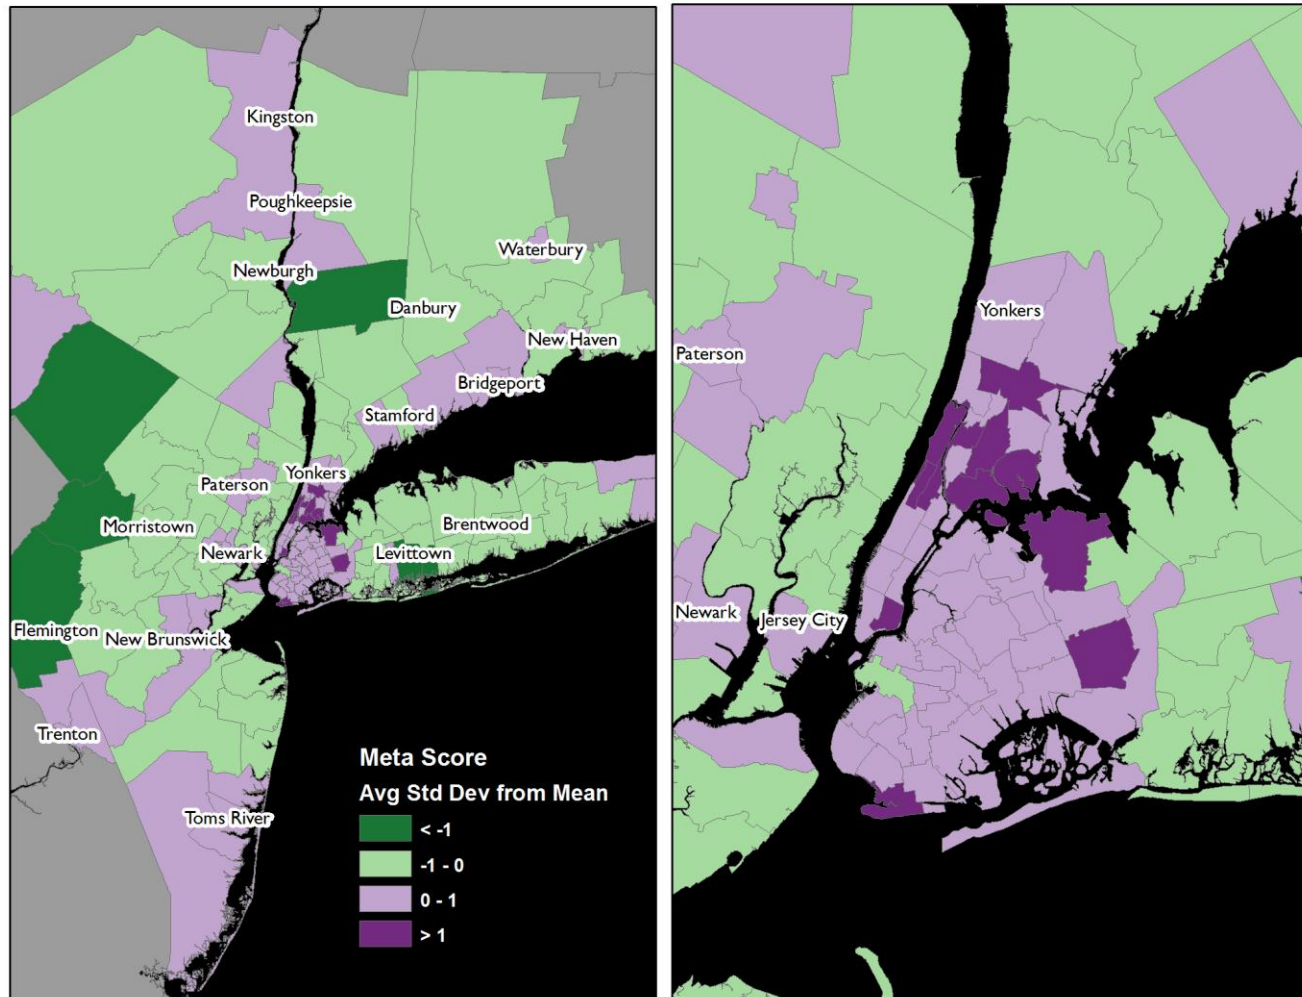 Kingston
Poughkeepsie
Waterbury
Newburgh
Danbury
New Haven
Bridgeport
Stamford
Yonkers
Paterson
Morristown
Brentwood
Newark
Levittown
Flemington
New Brunswick
Trenton
Toms River
Meta Score
Avg Std Dev from Mean
< -1
-1 - 0
0 - 1
> 1
Yonkers
Paterson
Newark
Jersey City